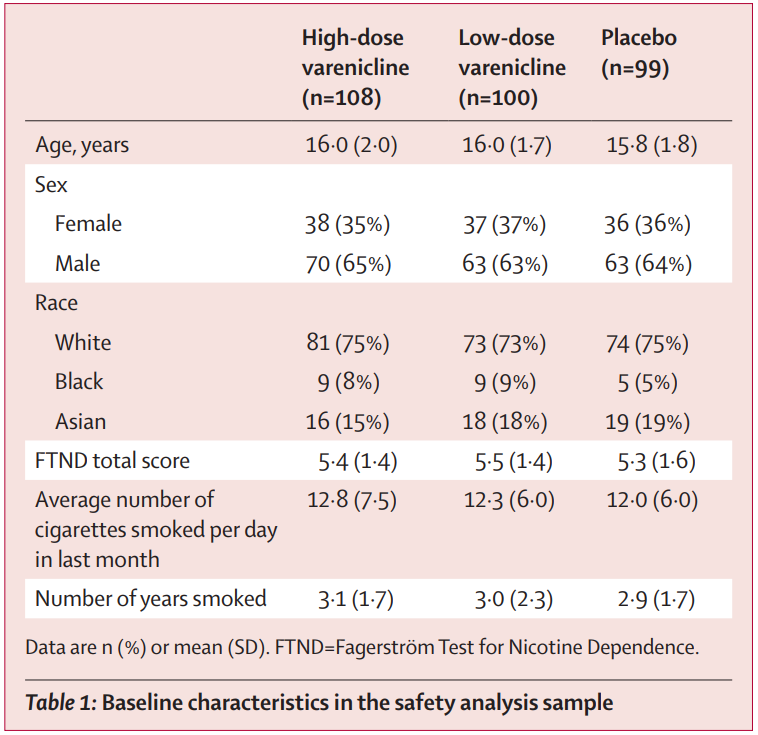 High-dose varenicline (n=108) Low-dose varenicline (n=100) Placebo (n=99)
Age, years 16·0 (2·0) 16·0 (1·7) 15·8 (1·8)
Sex
Female 38 (35%) 37 (37%) 36 (36%)
Male 70 (65%) 63 (63%) 63 (64%)
Race
White 81 (75%) 73 (73%) 74 (75%)
Black 9 (8%) 9 (9%) 5 (5%)
Asian 16 (15%) 18 (18%) 19 (19%)
FTND total score 5·4 (1·4) 5·5 (1·4) 5·3 (1·6)
Average number of 12·8 (7·5) 12·3 (6·0) 12·0 (6·0)
cigarettes smoked per day
in last month
Number of years smoked 3·1 (1·7) 3·0 (2·3) 2·9 (1·7)
Data are n (%) or mean (SD). FTND=Fagerström Test for Nicotine Dependence.
Table 1: Baseline characteristics in the safety analysis sample